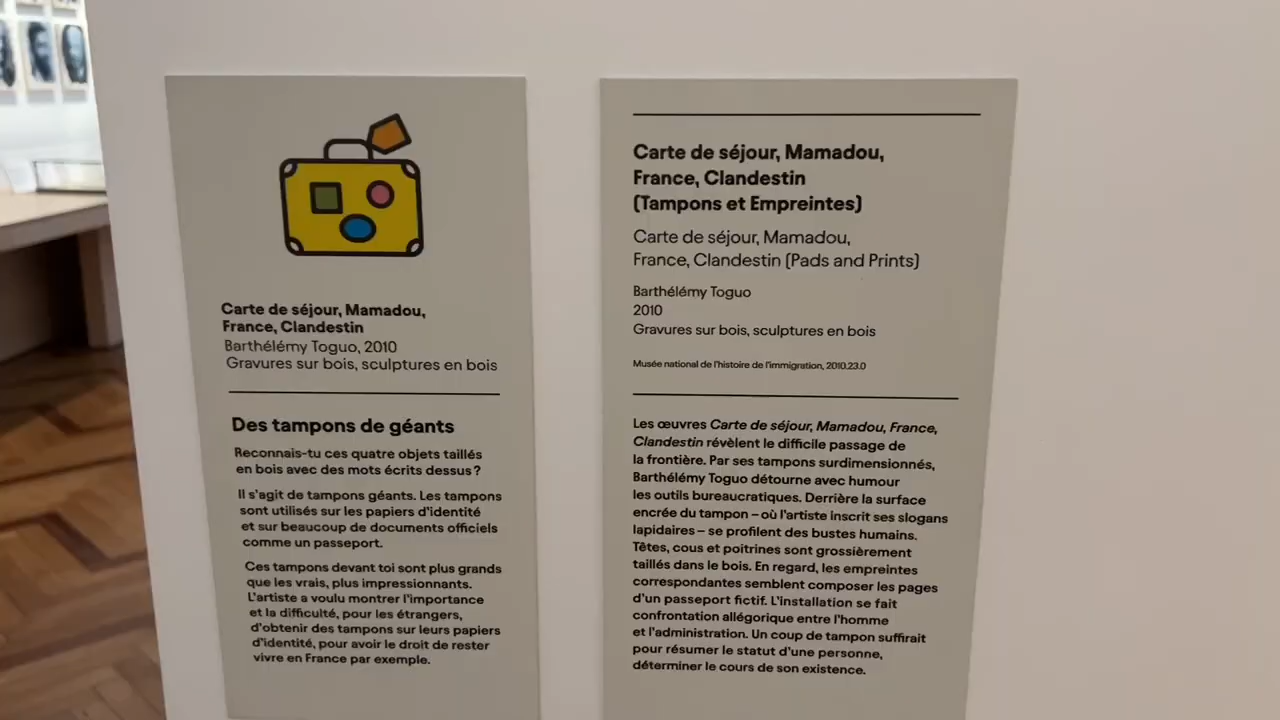 Carte de séjour, Mamadou,
France, Clandestin
Barthélémy Toguo, 2010
Gravures sur bois, sculptures en bois
Des tampons de géants
Reconnais-tu ces quatre objets taillés
en bois avec des mots écrits dessus ?
Il s'agit de tampons géants. Les tampons
sont utilisés sur les papiers d'identité
et sur beaucoup de documents officiels
comme un passeport.
Ces tampons devant toi sont plus grands
que les vrais, plus impressionnants.
L'artiste a voulu montrer l'importance
et la difficulté, pour les étrangers,
d'obtenir des tampons sur leurs papiers
d'identité, pour avoir le droit de rester
vivre en France par exemple.
Carte de séjour, Mamadou,
France, Clandestin
(Tampons et Empreintes)
Carte de séjour, Mamadou,
France, Clandestin (Pads and Prints)
Barthélémy Toguo
2010
Gravures sur bois, sculptures en bois
Musée national de l'histoire de l'immigration, 2010.23.0
Les œuvres Carte de séjour, Mamadou, France,
Clandestin révèlent le difficile passage de
la frontière. Par ses tampons surdimensionnés,
Barthélémy Toguo détourne avec humour
les outils bureaucratiques. Derrière la surface
encrée du tampon – où l'artiste inscrit ses slogans
lapidaires – se profilent des bustes humains.
Têtes, cous et poitrines sont grossièrement
taillés dans le bois. En regard, les empreintes
correspondantes semblent composer les pages
d'un passeport fictif. L'installation se fait
confrontation allégorique entre l'homme
et l'administration. Un coup de tampon suffirait
pour résumer le statut d'une personne,
déterminer le cours de son existence.